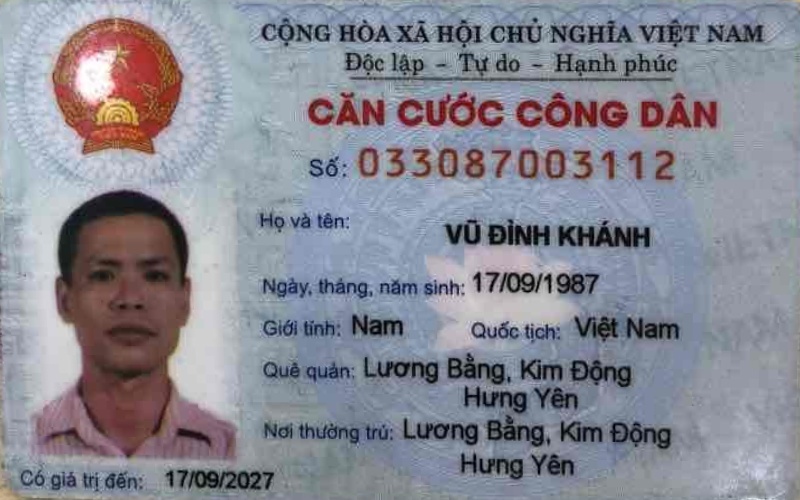 CỘNG HÒA XÃ HỘI CHỦ NGHĨA VIỆT NAM
Độc lập - Tự do - Hạnh phúc
CĂN CƯỚC CÔNG DÂN
Số: 033087003112
Họ và tên: VŨ ĐÌNH KHÁNH
Ngày, tháng, năm sinh: 17/09/1987
Giới tính: Nam Quốc tịch: Việt Nam
Quê quán: Lương Bằng, Kim Động
Hưng Yên
Nơi thường trú: Lương Bằng, Kim Động
Hưng Yên
Có giá trị đến: 17/09/2027